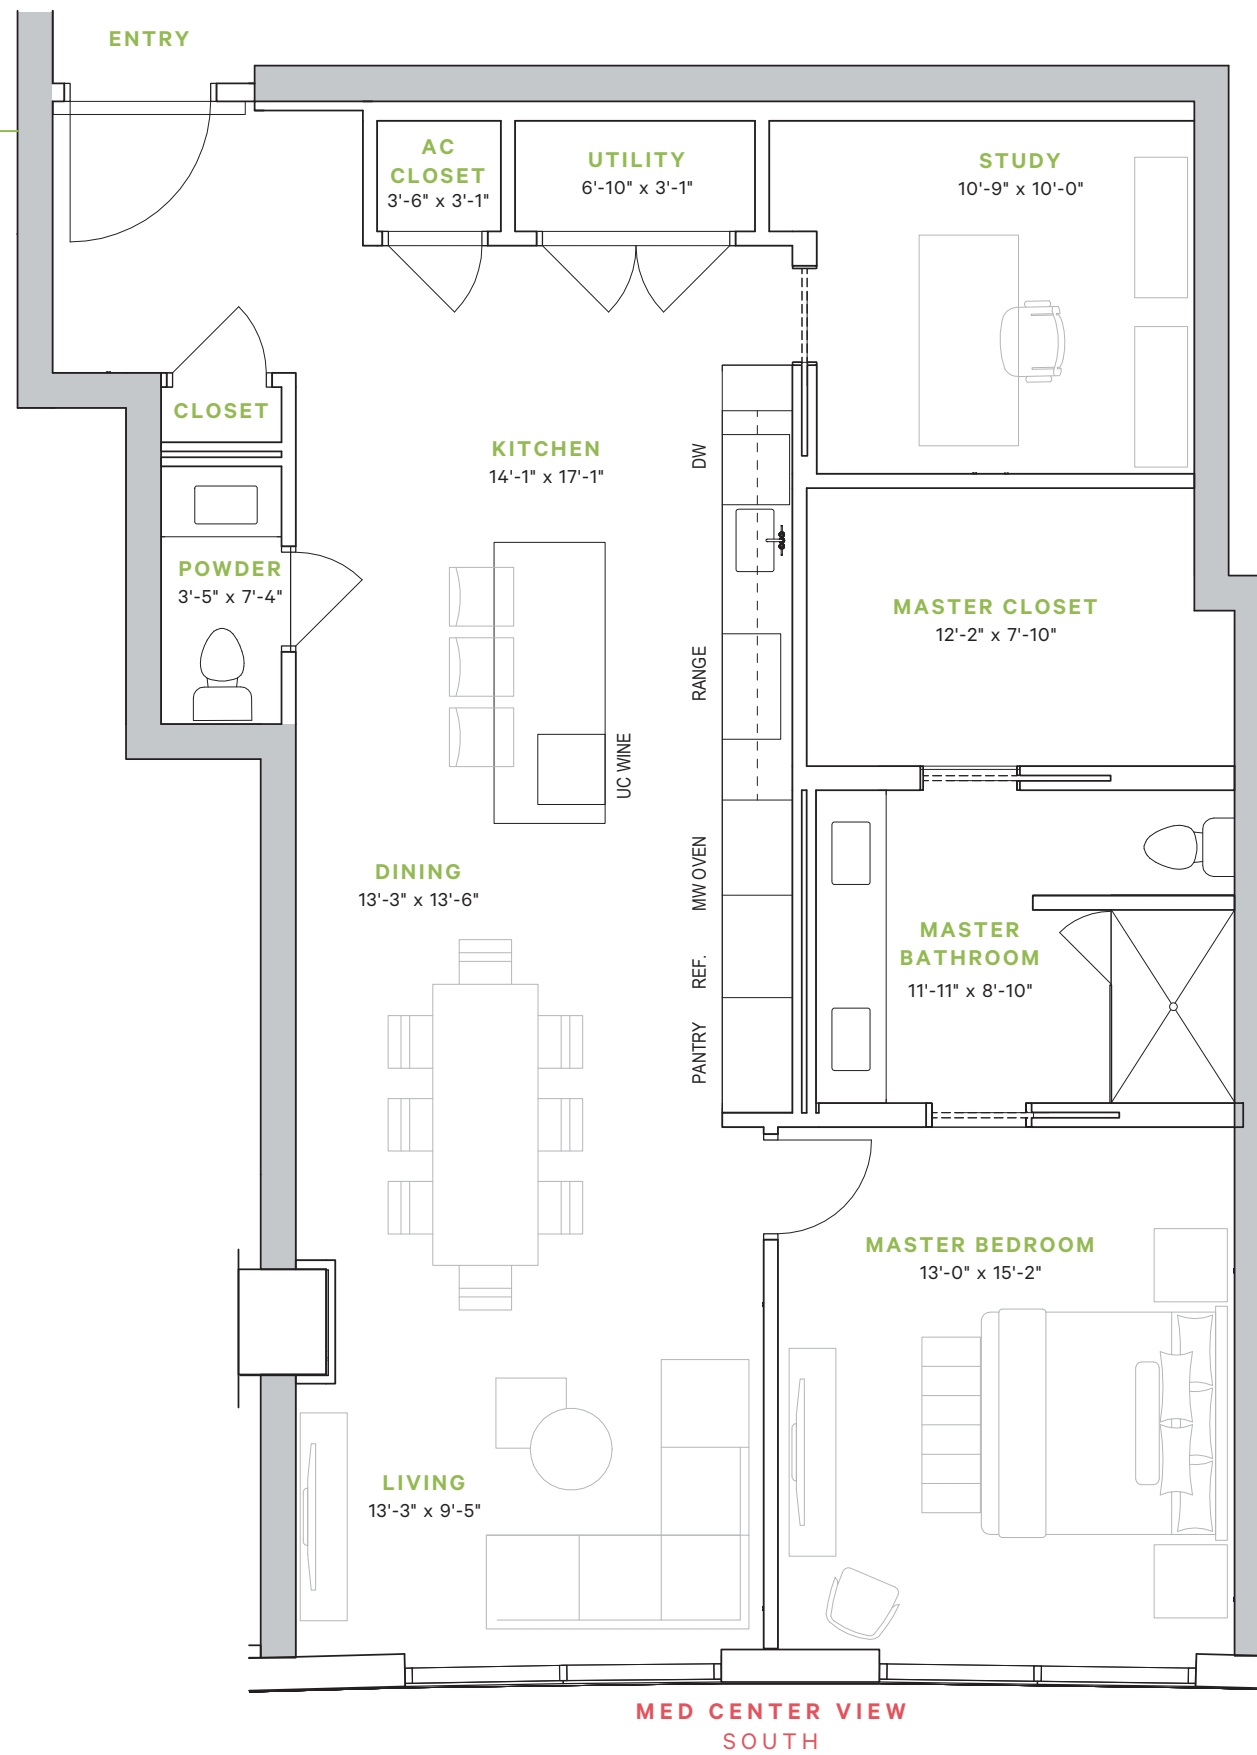 ENTRY
AC
CLOSET
3'-6" x 3'-1"
UTILITY
6'-10" x 3'-1"
STUDY
10'-9" x 10'-0"
CLOSET
KITCHEN
14'-1" x 17'-1"
DW
POWDER
3'-5" x 7'-4"
MASTER CLOSET
12'-2" x 7'-10"
RANGE
UC WINE
DINING
13'-3" x 13'-6"
MW OVEN
MASTER
BATHROOM
11'-11" x 8'-10"
REF.
PANTRY
MASTER BEDROOM
13'-0" x 15'-2"
LIVING
13'-3" x 9'-5"
MED CENTER VIEW
SOUTH